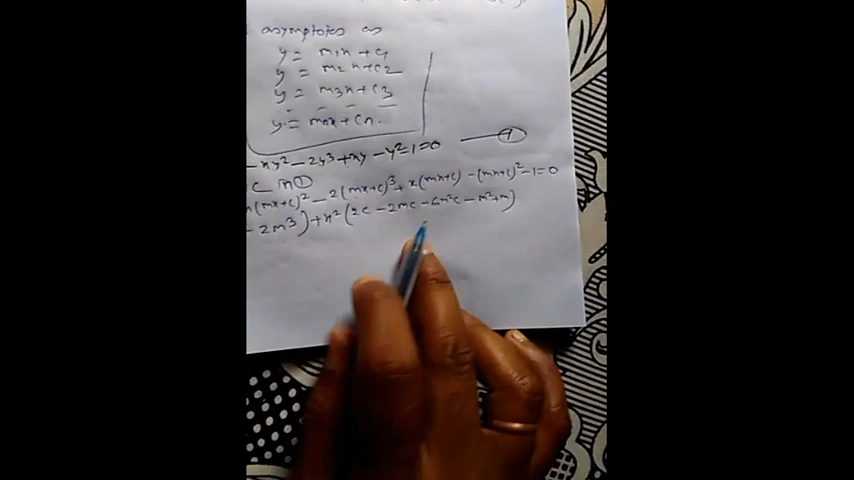 asymptotes as
y = m1x + c1
y = m2x + c2
y = m3x + c3
y = mnx + cn.
- xy² - 2y³ + xy - y² - 1 = 0 — ①
C in ①
(mx+c)² - 2(mx+c)³ + x(mx+c) - (mx+c)² - 1 = 0
- 2m³) + x² (2c - 2mc - 6m²c - m² + m)